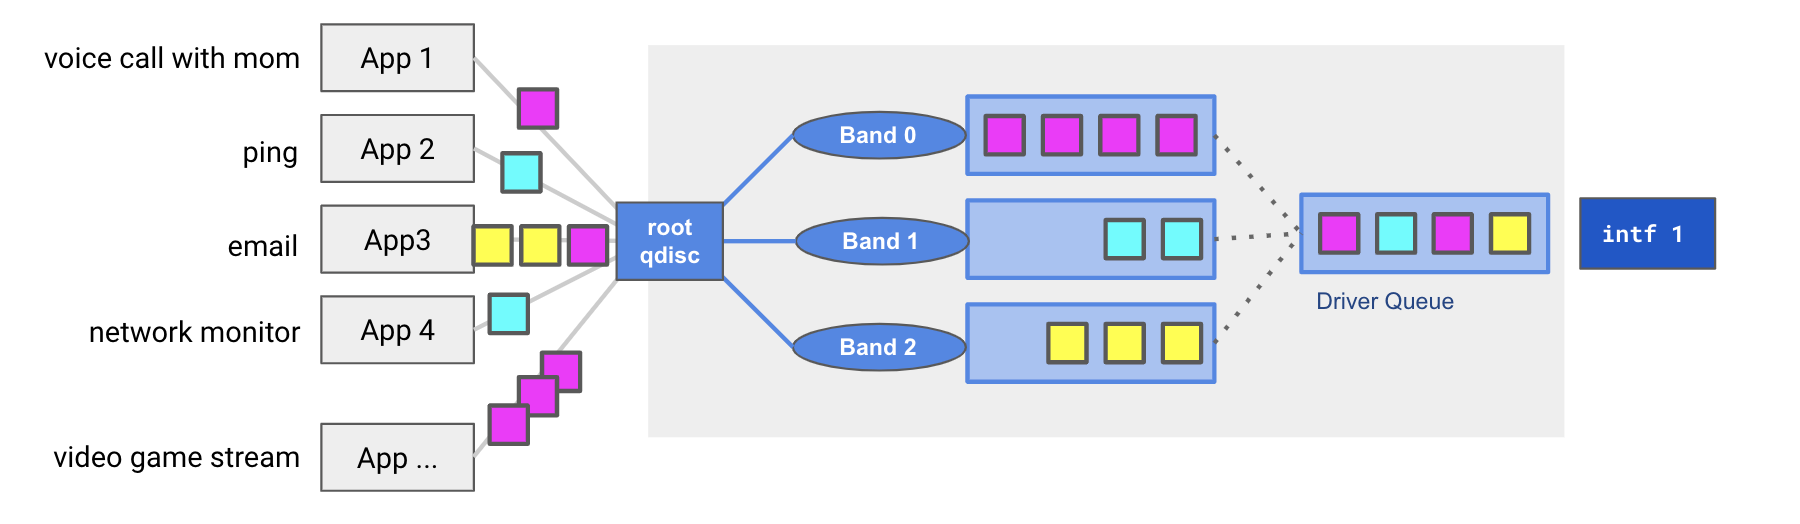 voice call with mom
App 1
ping
App 2
email
App3
network monitor
App 4
video game stream
App ...
root
qdisc
Band 0
Band 1
Band 2
Driver Queue
intf 1